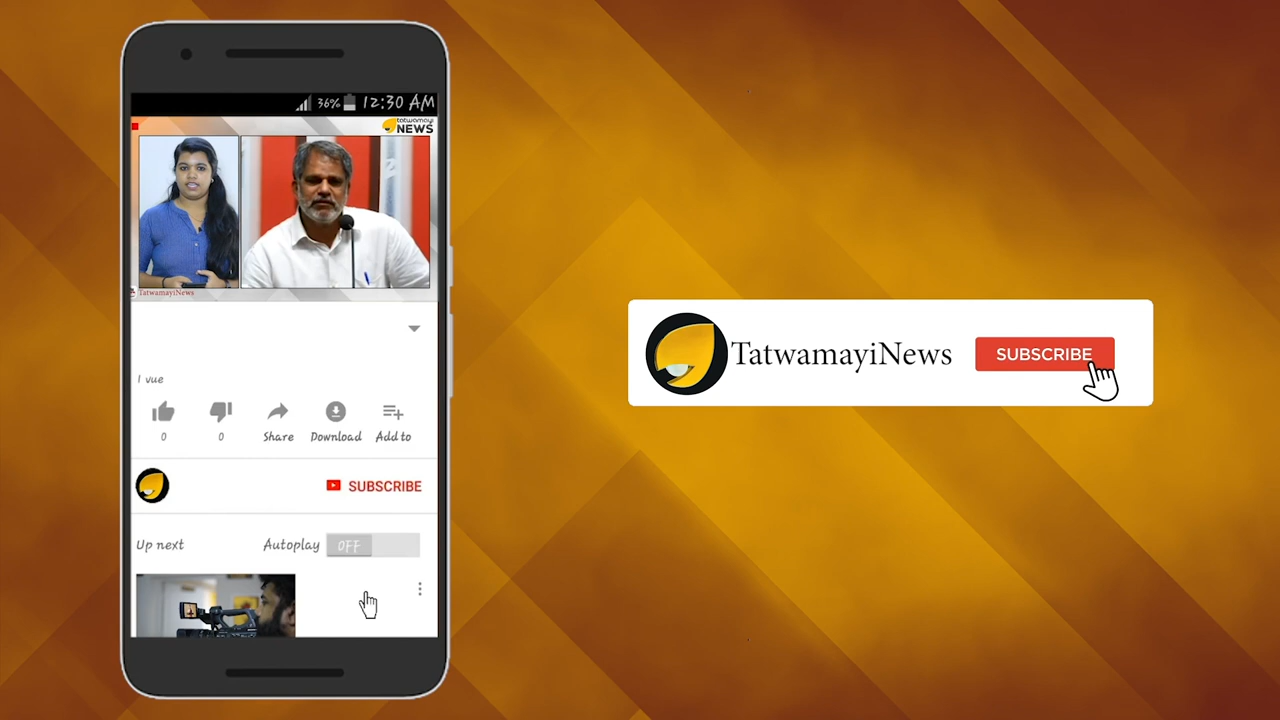 36% 12:30 AM
tatwamayi
NEWS
TatwamayiNews
1 vue
0 0 Share Download Add to
SUBSCRIBE
Up next Autoplay OFF
TatwamayiNews SUBSCRIBE